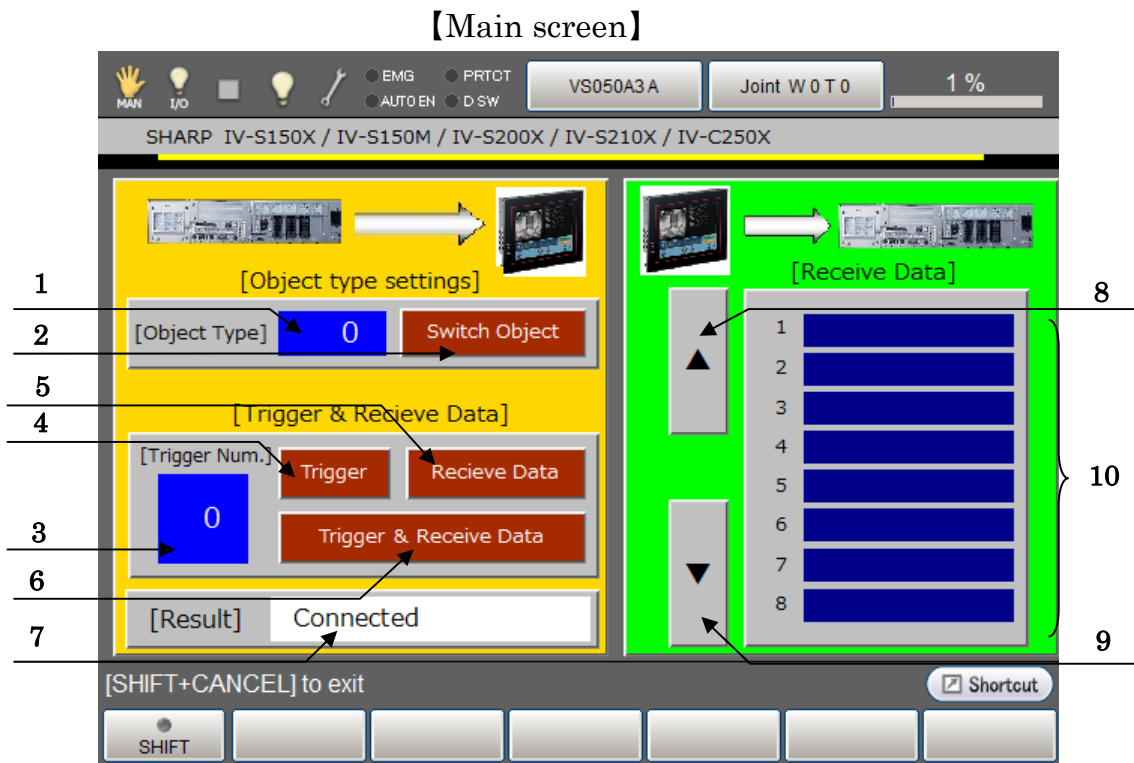 【Main screen】
MAN
I/O
EMG
PRTCT
AUTO EN
D SW
VS050A3 A
Joint W 0 T 0
1 %
SHARP IV-S150X / IV-S150M / IV-S200X / IV-S210X / IV-C250X
[Object type settings]
[Receive Data]
1
8
[Object Type]
0
Switch Object
2
5
[Trigger & Recieve Data]
4
[Trigger Num.]
Trigger
Recieve Data
0
3
Trigger & Receive Data
6
[Result]
Connected
7
▲
▼
1
2
3
4
5
6
7
8
10
9
[SHIFT+CANCEL] to exit
Shortcut
SHIFT